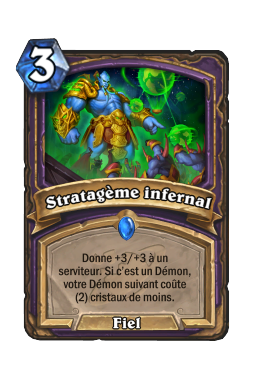 3
Stratagème infernal
Donne +3/+3 à un
serviteur. Si c'est un Démon,
votre Démon suivant coûte
(2) cristaux de moins.
Fiel